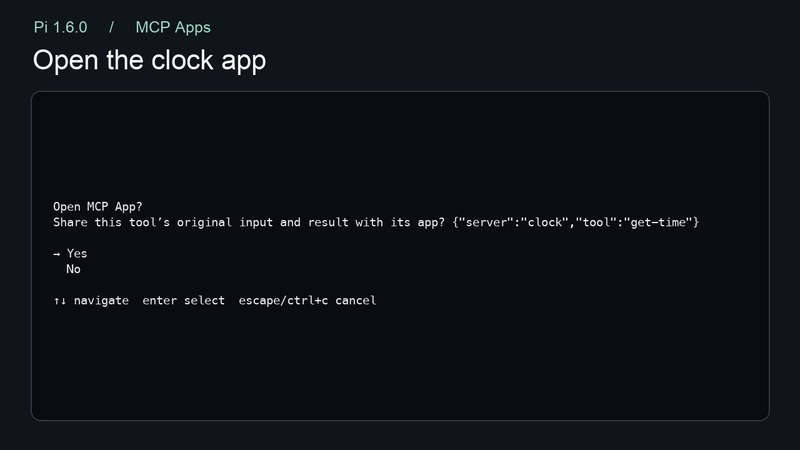 Pi 1.6.0 / MCP Apps
Open the clock app
Open MCP App?
Share this tool’s original input and result with its app? {"server":"clock","tool":"get-time"}
→ Yes
No
↑↓ navigate enter select escape/ctrl+c cancel